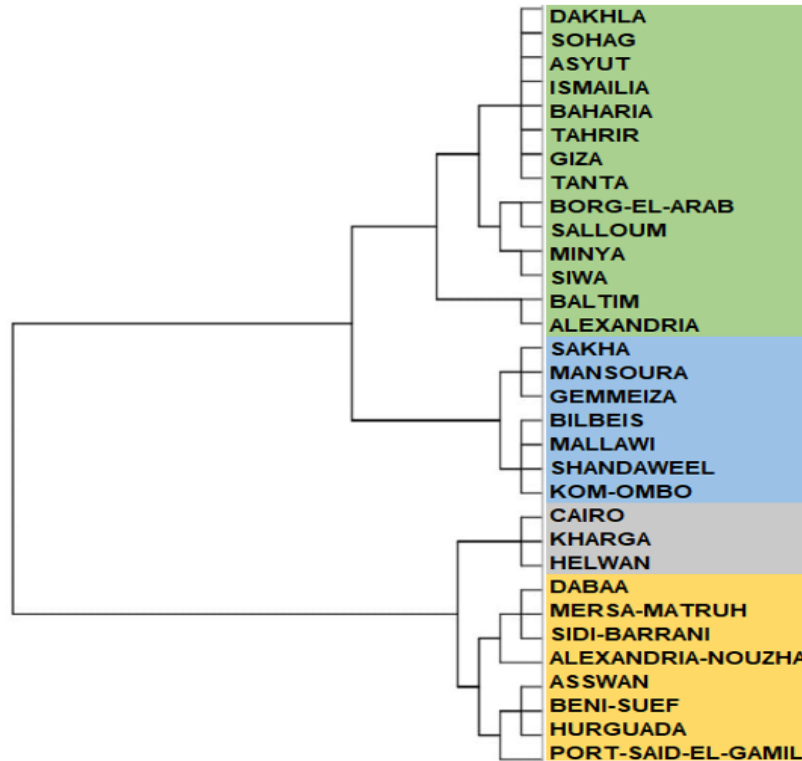 DAKHLA
SOHAG
ASYUT
ISMAILIA
BAHARIA
TAHRIR
GIZA
TANTA
BORG-EL-ARAB
SALLOUM
MINYA
SIWA
BALTIM
ALEXANDRIA
SAKHA
MANSOURA
GEMMEIZA
BILBEIS
MALLAWI
SHANDAWEEL
KOM-OMBO
CAIRO
KHARGA
HELWAN
DABAA
MERSA-MATRUH
SIDI-BARRANI
ALEXANDRIA-NOUZHA
ASSWAN
BENI-SUEF
HURGUADA
PORT-SAID-EL-GAMIL